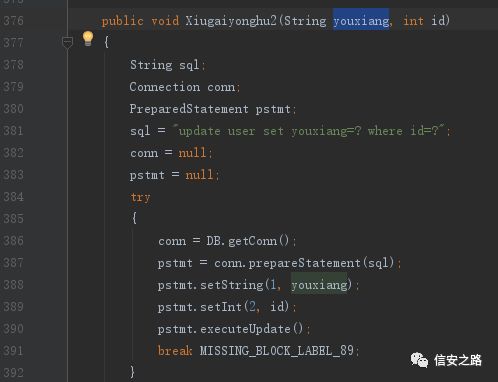 376 public void Xiugaiyonghu2(String youxiang, int id)
377 {
378 String sql;
379 Connection conn;
380 PreparedStatement pstmt;
381 sql = "update user set youxiang=? where id=?";
382 conn = null;
383 pstmt = null;
384 try
385 {
386 conn = DB.getConn();
387 pstmt = conn.prepareStatement(sql);
388 pstmt.setString(1, youxiang);
389 pstmt.setInt(2, id);
390 pstmt.executeUpdate();
391 break MISSING_BLOCK_LABEL_89;
392 }
信安之路